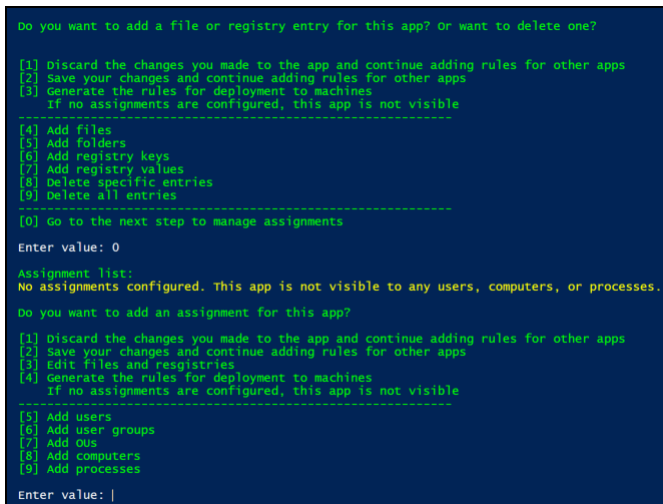 Do you want to add a file or registry entry for this app? Or want to delete one?
[1] Discard the changes you made to the app and continue adding rules for other apps
[2] Save your changes and continue adding rules for other apps
[3] Generate the rules for deployment to machines
If no assignments are configured, this app is not visible
------------------------------------------------------------
[4] Add files
[5] Add folders
[6] Add registry keys
[7] Add registry values
[8] Delete specific entries
[9] Delete all entries
------------------------------------------------------------
[0] Go to the next step to manage assignments
Enter value: 0
Assignment list:
No assignments configured. This app is not visible to any users, computers, or processes.
Do you want to add an assignment for this app?
[1] Discard the changes you made to the app and continue adding rules for other apps
[2] Save your changes and continue adding rules for other apps
[3] Edit files and resgistries
[4] Generate the rules for deployment to machines
If no assignments are configured, this app is not visible
------------------------------------------------------------
[5] Add users
[6] Add user groups
[7] Add OUs
[8] Add computers
[9] Add processes
Enter value: